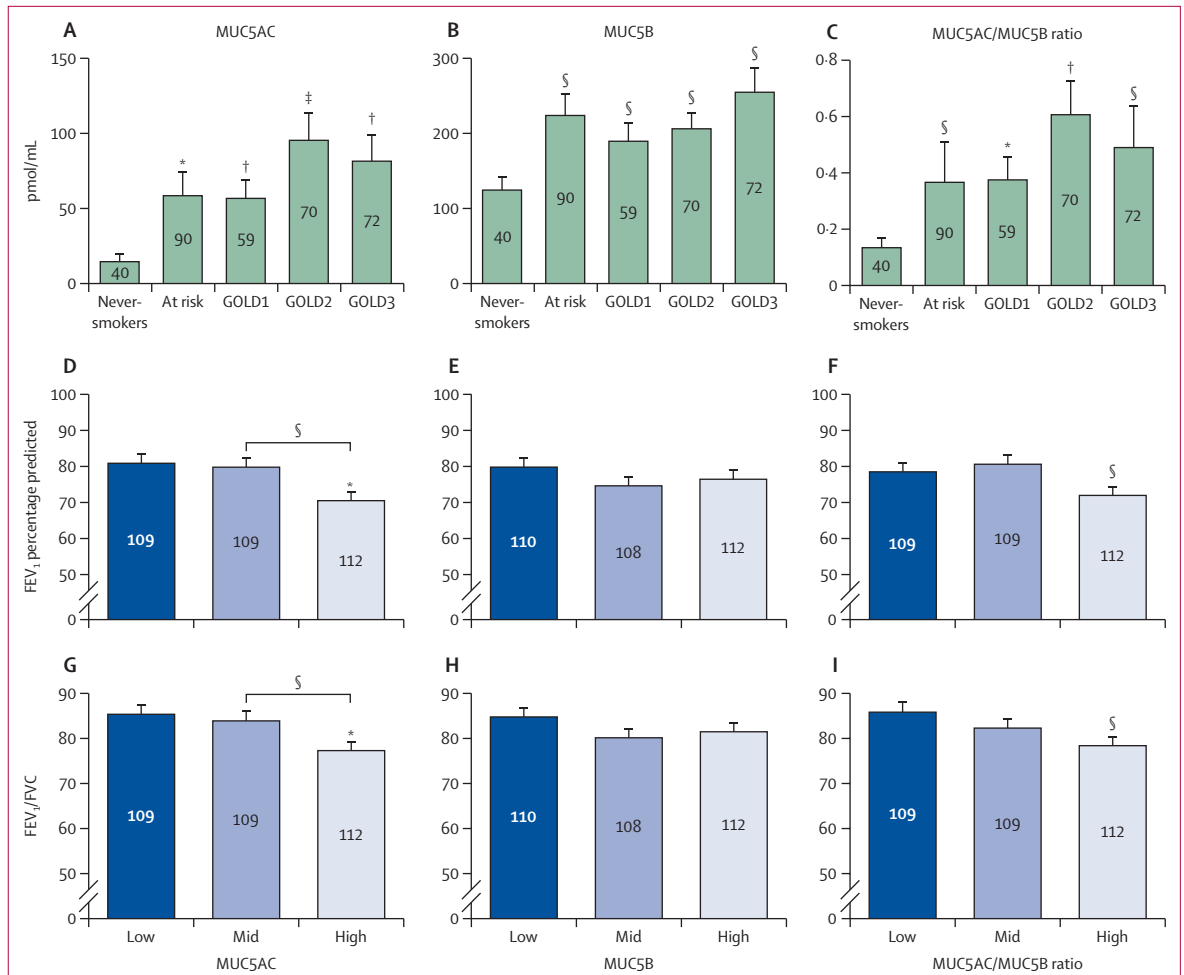 A
MUC5AC
B
MUC5B
C
MUC5AC/MUC5B ratio
pmol/mL
150
100
50
0
*
†
‡
†
40
90
59
70
72
Never-
smokers
At risk
GOLD1
GOLD2
GOLD3
300
200
100
0
§
§
§
§
40
90
59
70
72
Never-
smokers
At risk
GOLD1
GOLD2
GOLD3
0·8
0·6
0·4
0·2
0
§
*
†
§
40
90
59
70
72
Never-
smokers
At risk
GOLD1
GOLD2
GOLD3
D
FEV1 percentage predicted
100
90
80
70
60
50
0
§
*
109
109
112
E
100
90
80
70
60
50
0
110
108
112
F
100
90
80
70
60
50
0
§
109
109
112
G
FEV1/FVC
90
80
70
60
50
0
§
*
109
109
112
Low
Mid
High
MUC5AC
H
90
80
70
60
50
0
110
108
112
Low
Mid
High
MUC5B
I
90
80
70
60
50
0
§
109
109
112
Low
Mid
High
MUC5AC/MUC5B ratio